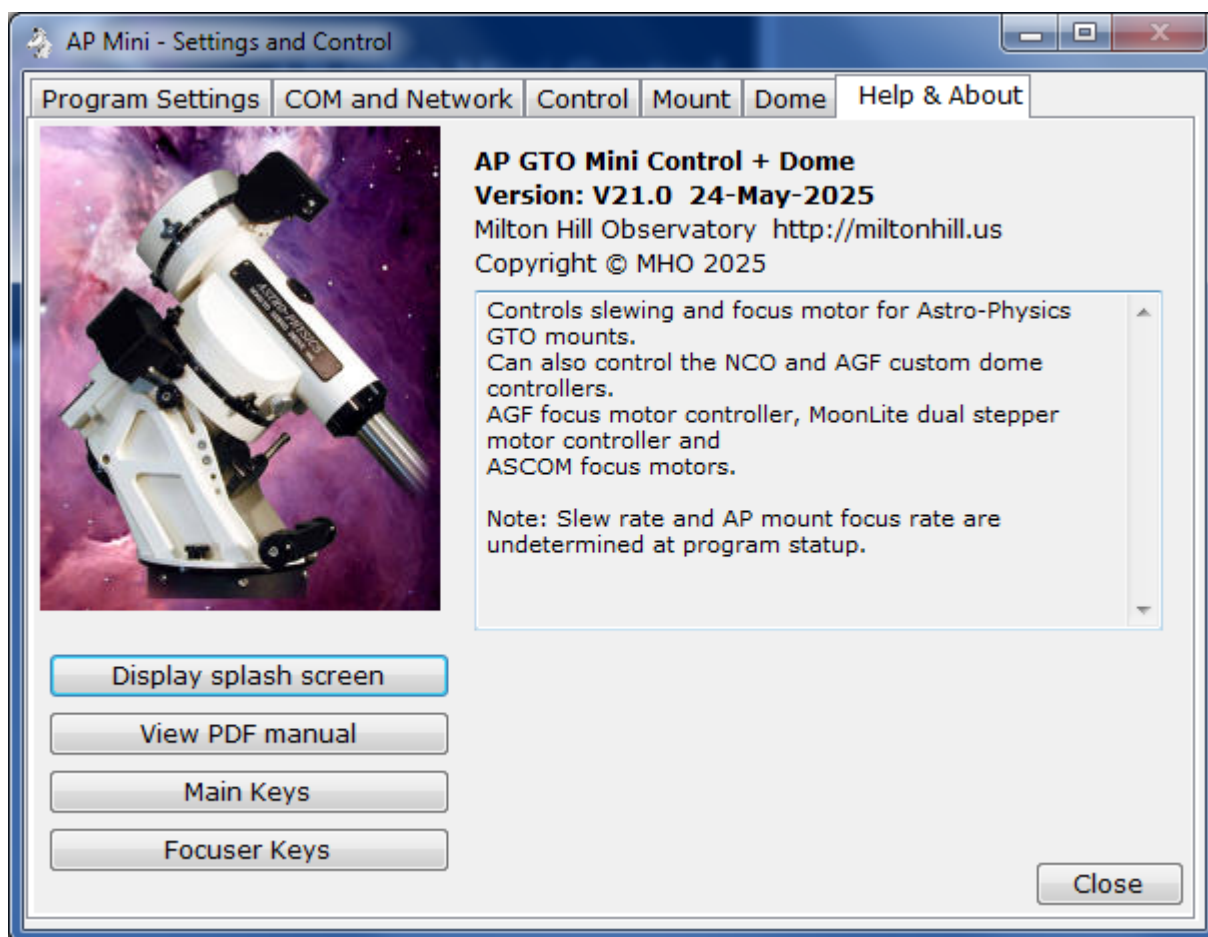 AP Mini - Settings and Control
Program Settings COM and Network Control Mount Dome Help & About
AP GTO Mini Control + Dome
Version: V21.0 24-May-2025
Milton Hill Observatory http://miltonhill.us
Copyright © MHO 2025
Controls slewing and focus motor for Astro-Physics
GTO mounts.
Can also control the NCO and AGF custom dome
controllers.
AGF focus motor controller, MoonLite dual stepper
motor controller and
ASCOM focus motors.
Note: Slew rate and AP mount focus rate are
undetermined at program statup.
ASTRO-PHYSICS
Display splash screen
View PDF manual
Main Keys
Focuser Keys
Close